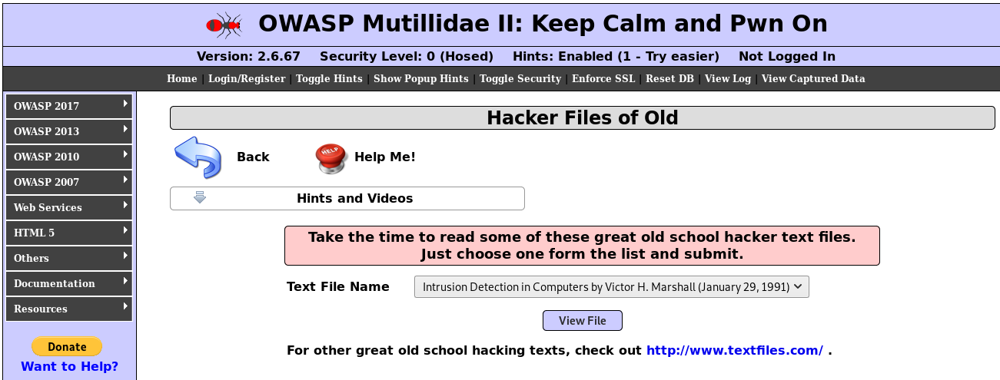 OWASP Mutillidae II: Keep Calm and Pwn On
Version: 2.6.67 Security Level: 0 (Hosed) Hints: Enabled (1 - Try easier) Not Logged In
Home | Login/Register | Toggle Hints | Show Popup Hints | Toggle Security | Enforce SSL | Reset DB | View Log | View Captured Data
OWASP 2017
OWASP 2013
OWASP 2010
OWASP 2007
Web Services
HTML 5
Others
Documentation
Resources
Donate
Want to Help?
Hacker Files of Old
Back
HELP
Help Me!
Hints and Videos
Take the time to read some of these great old school hacker text files.
Just choose one form the list and submit.
Text File Name Intrusion Detection in Computers by Victor H. Marshall (January 29, 1991)
View File
For other great old school hacking texts, check out http://www.textfiles.com/ .